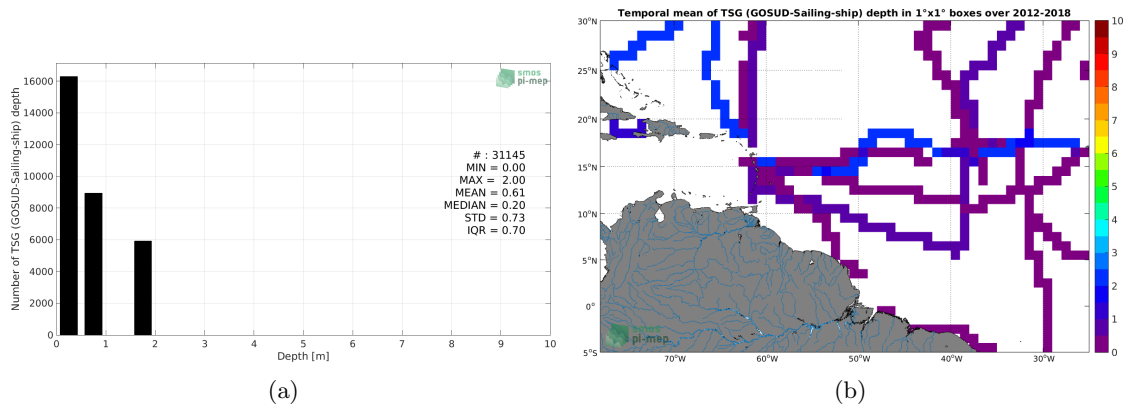 smos
pi-mep
Number of TSG (GOSUD-Sailing-ship) depth
16000
14000
12000
10000
8000
6000
4000
2000
0
# : 31145
MIN = 0.00
MAX = 2.00
MEAN = 0.61
MEDIAN = 0.20
STD = 0.73
IQR = 0.70
0 1 2 3 4 5 6 7 8 9 10
Depth [m]
(a)
Temporal mean of TSG (GOSUD-Sailing-ship) depth in 1°x1° boxes over 2012-2018
30°N
25°N
20°N
15°N
10°N
5°N
0°
5°S
70°W 60°W 50°W 40°W 30°W
smos
pi-mep
10
9
8
7
6
5
4
3
2
1
0
(b)